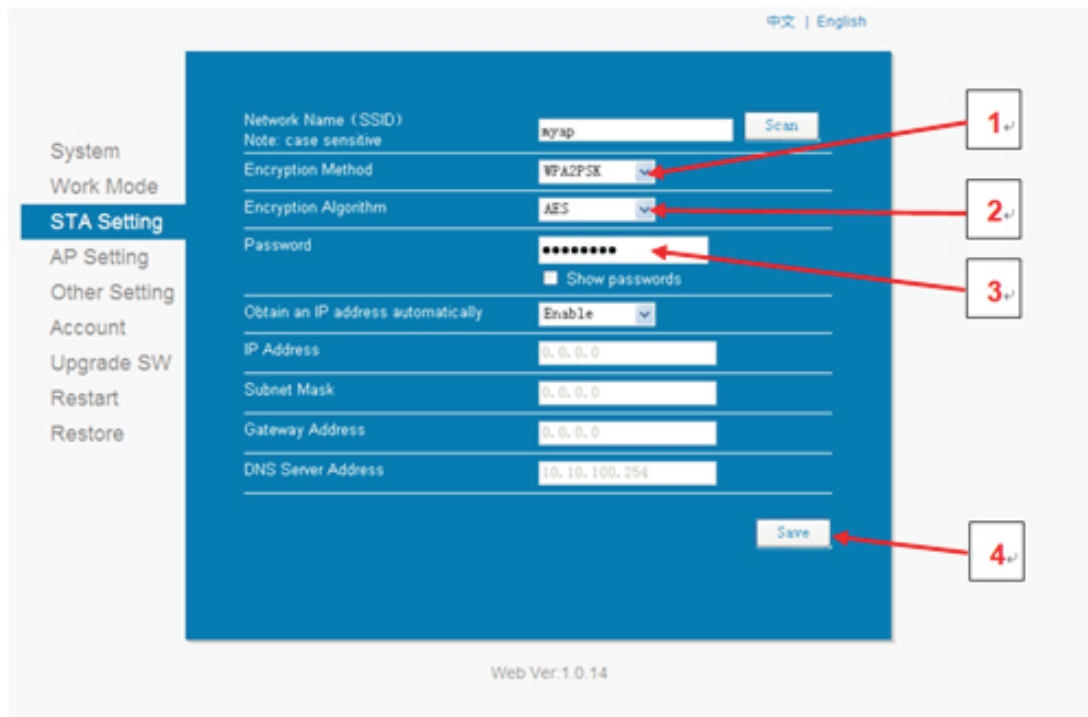 中文 | English
System
Work Mode
STA Setting
AP Setting
Other Setting
Account
Upgrade SW
Restart
Restore
Network Name (SSID)
Note: case sensitive
myap
Scan
Encryption Method
WPA2PSK
Encryption Algorithm
AES
Password
●●●●●●●●
Show passwords
Obtain an IP address automatically
Enable
IP Address
0.0.0.0
Subnet Mask
0.0.0.0
Gateway Address
0.0.0.0
DNS Server Address
10.10.100.254
Save
1
2
3
4
Web Ver:1.0.14